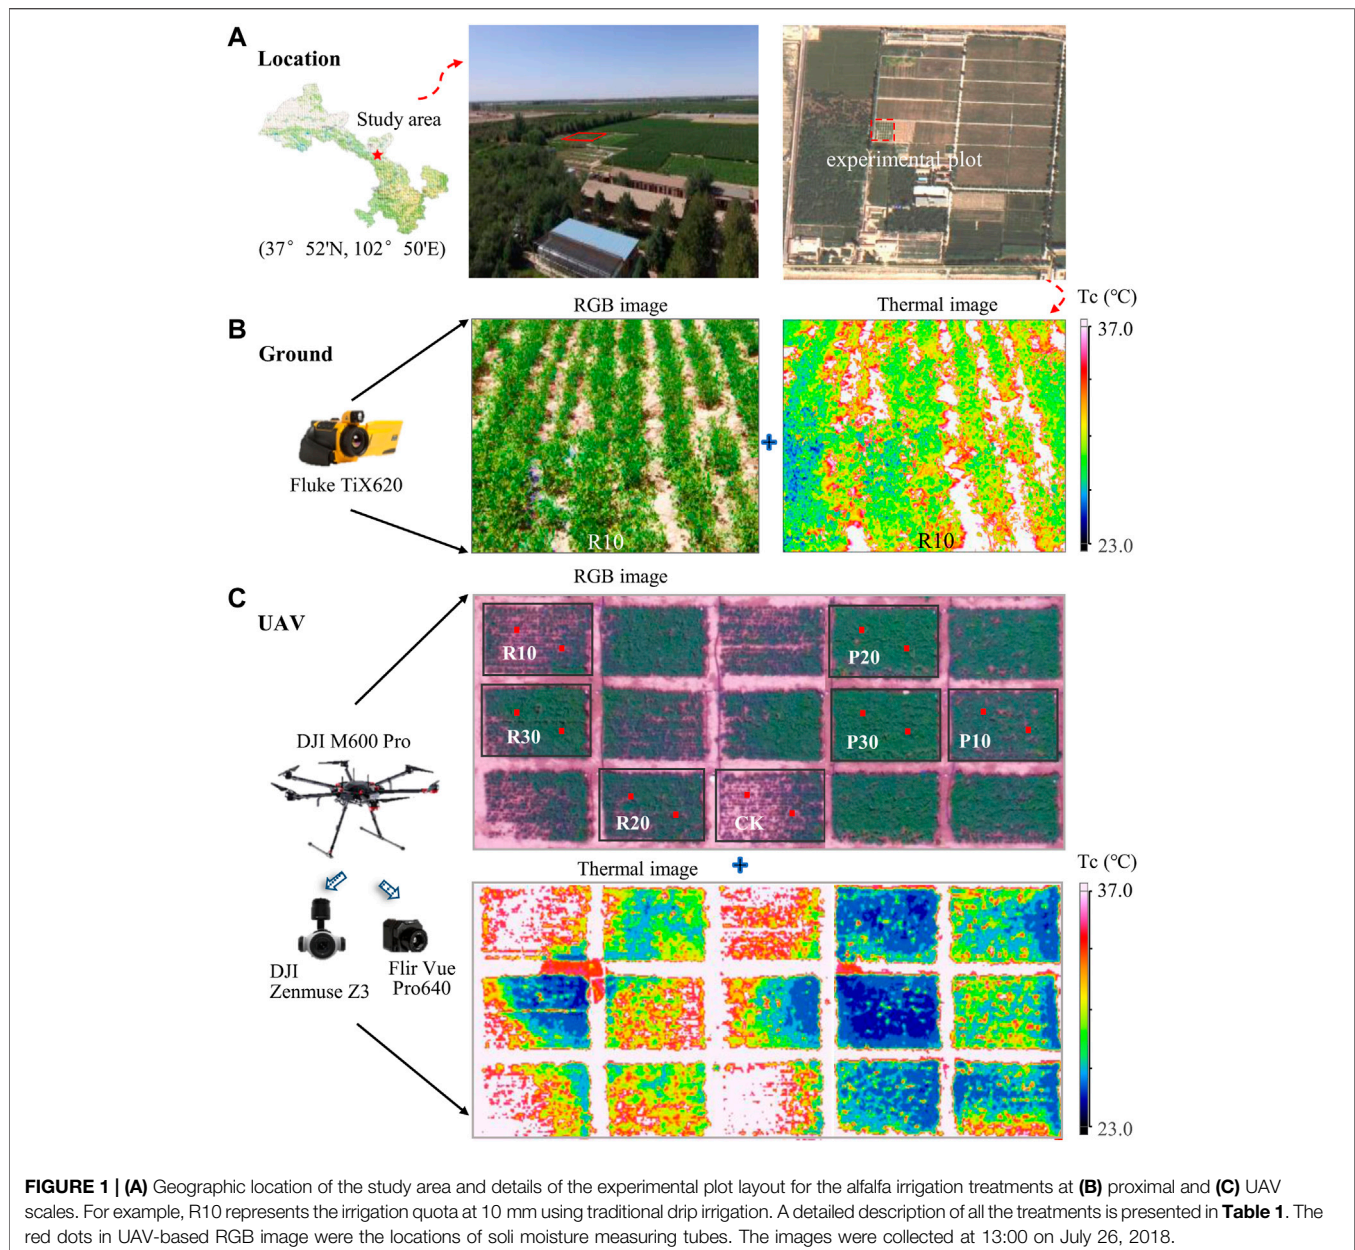 A
Location
Study area
(37° 52'N, 102° 50'E)
experimental plot
B
Ground
RGB image
Thermal image
Tc (°C)
37.0
23.0
Fluke TiX620
R10
R10
C
UAV
RGB image
R10
P20
R30
P30
P10
R20
CK
DJI M600 Pro
DJI
Zenmuse Z3
Flir Vue
Pro640
Thermal image
Tc (°C)
37.0
23.0
FIGURE 1 | (A) Geographic location of the study area and details of the experimental plot layout for the alfalfa irrigation treatments at (B) proximal and (C) UAV
scales. For example, R10 represents the irrigation quota at 10 mm using traditional drip irrigation. A detailed description of all the treatments is presented in Table 1. The
red dots in UAV-based RGB image were the locations of soli moisture measuring tubes. The images were collected at 13:00 on July 26, 2018.